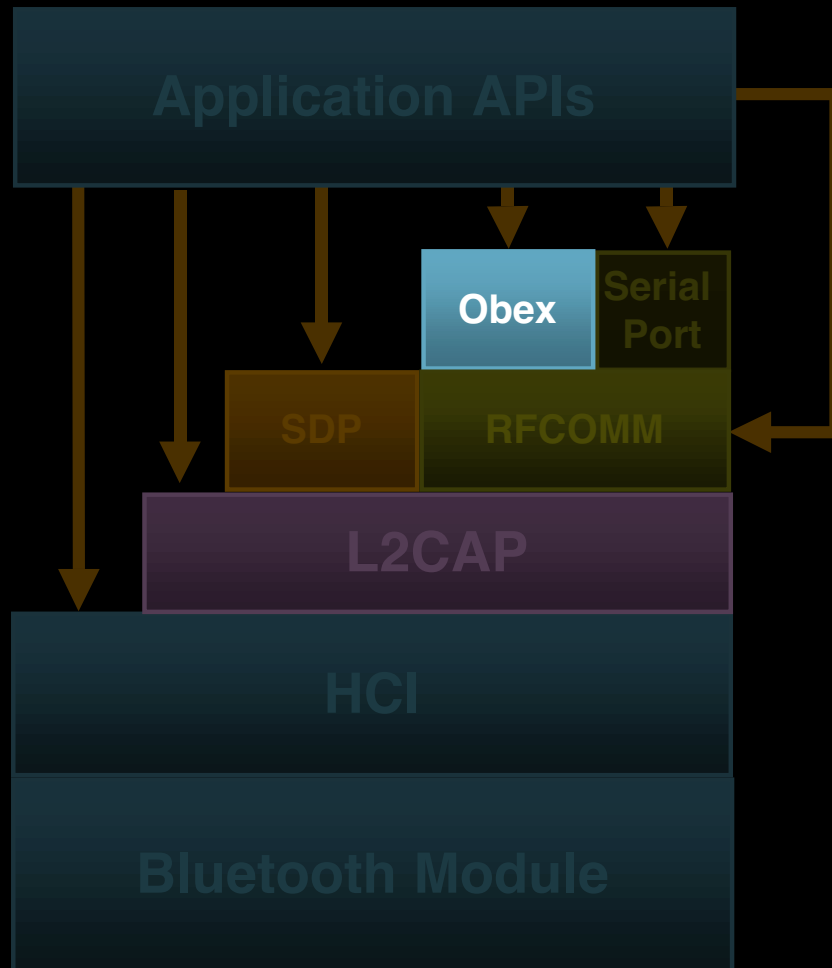 Application APIs
Obex
Serial
Port
SDP
RFCOMM
L2CAP
HCI
Bluetooth Module